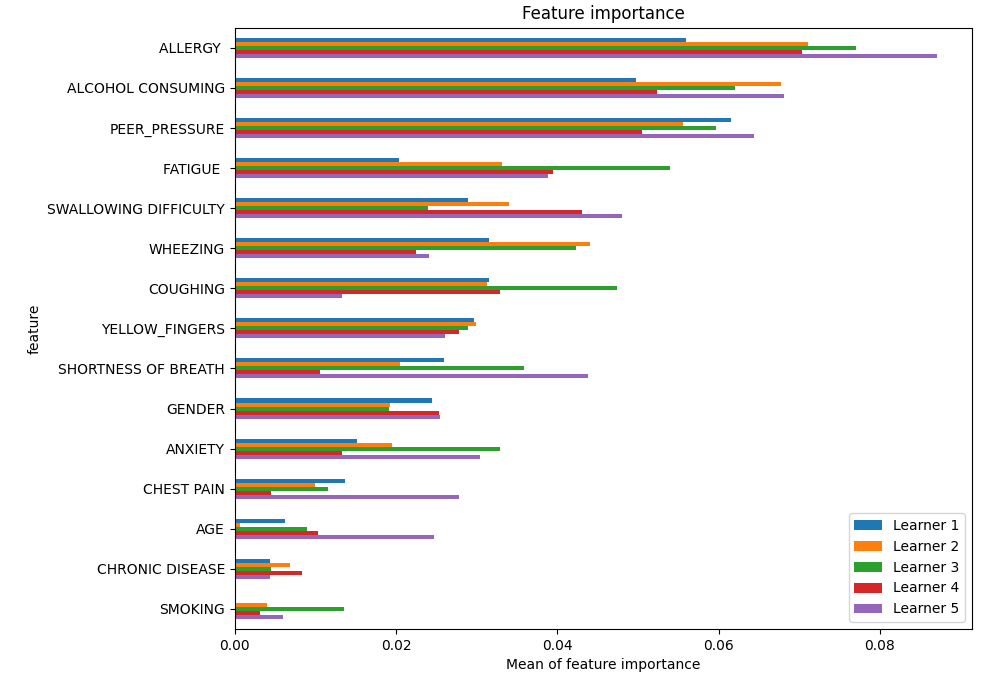 Feature importance
ALLERGY
ALCOHOL CONSUMING
PEER_PRESSURE
FATIGUE
SWALLOWING DIFFICULTY
WHEEZING
COUGHING
YELLOW_FINGERS
SHORTNESS OF BREATH
GENDER
ANXIETY
CHEST PAIN
AGE
CHRONIC DISEASE
SMOKING
feature
Learner 1
Learner 2
Learner 3
Learner 4
Learner 5
0.00 0.02 0.04 0.06 0.08
Mean of feature importance